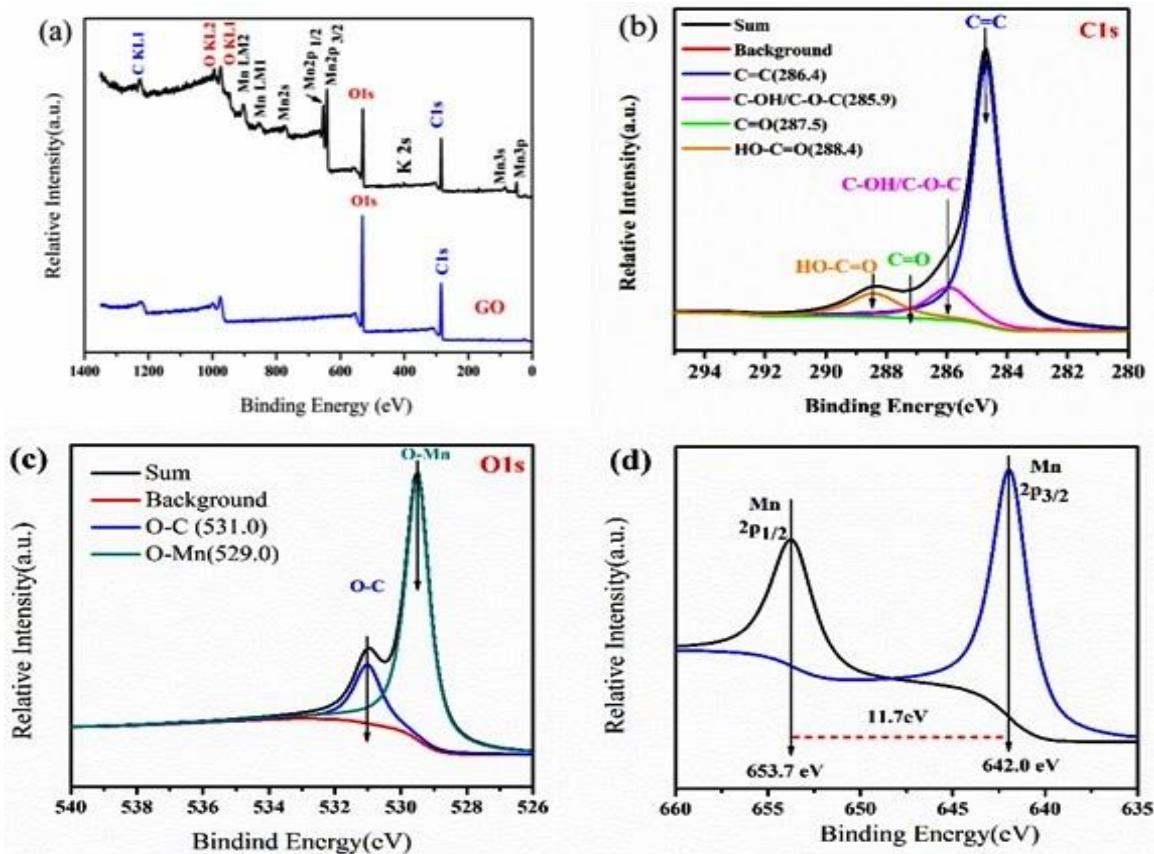 (a)
C KL1
O KL2
O KL1
Mn LM2
Mn LM1
Mn2s
Mn2p 1/2
Mn2p 3/2
O1s
K 2s
C1s
Mn3s
Mn3p
O1s
C1s
GO
Relative Intensity(a.u.)
1400 1200 1000 800 600 400 200 0
Binding Energy (eV)
(b)
Sum
Background
C=C(286.4)
C-OH/C-O-C(285.9)
C=O(287.5)
HO-C=O(288.4)
C=C
C1s
C-OH/C-O-C
HO-C=O
C=O
Relative Intensity(a.u.)
294 292 290 288 286 284 282 280
Binding Energy(eV)
(c)
Sum
Background
O-C (531.0)
O-Mn(529.0)
O-Mn
O1s
O-C
Relative Intensity(a.u.)
540 538 536 534 532 530 528 526
Bindind Energy(eV)
(d)
Mn
2p1/2
Mn
2p3/2
11.7eV
653.7 eV
642.0 eV
Relative Intensity(a.u.)
660 655 650 645 640 635
Binding Energy(eV)